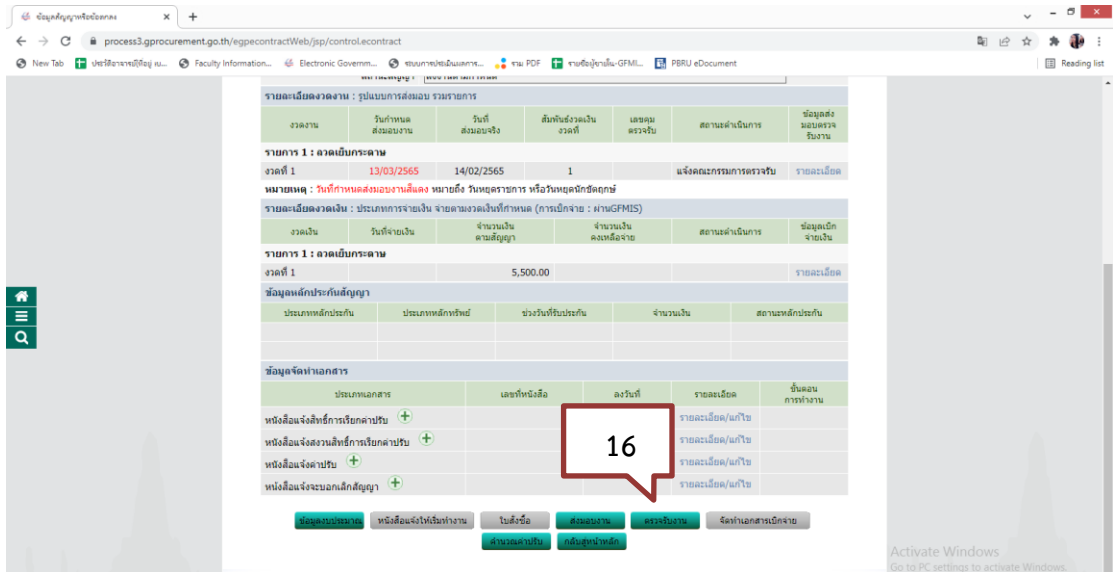 ข้อมูลสัญญาหรือข้อตกลง
process3.gprocurement.go.th/egpecontractWeb/jsp/control.econtract
New Tab
Faculty Information...
Electronic Governm...
ระบบการประเมินผลการ...
รวม PDF
รายชื่อผู้ขายใน-GFMI...
PBRU eDocument
Reading list
รายละเอียดงวดงาน : รูปแบบการส่งมอบ รวมรายการ
งวดงาน วันกำหนดส่งมอบงาน วันที่ส่งมอบจริง สัมพันธ์งวดเงินงวดที่ เลขคุมตรวจรับ สถานะดำเนินการ ข้อมูลส่งมอบตรวจรับงาน
รายการ 1 : ลวดเย็บกระดาษ
งวดที่ 1 13/03/2565 14/02/2565 1 แจ้งคณะกรรมการตรวจรับ รายละเอียด
หมายเหตุ : วันที่กำหนดส่งมอบงานสีแดง หมายถึง วันหยุดราชการ หรือวันหยุดนักขัตฤกษ์
รายละเอียดงวดเงิน : ประเภทการจ่ายเงิน จ่ายตามงวดเงินที่กำหนด (การเบิกจ่าย : ผ่านGFMIS)
งวดเงิน วันที่จ่ายเงิน จำนวนเงินตามสัญญา จำนวนเงินคงเหลือจ่าย สถานะดำเนินการ ข้อมูลเบิกจ่ายเงิน
รายการ 1 : ลวดเย็บกระดาษ
งวดที่ 1 5,500.00 รายละเอียด
ข้อมูลหลักประกันสัญญา
ประเภทหลักประกัน ประเภทหลักทรัพย์ ช่วงวันที่รับประกัน จำนวนเงิน สถานะหลักประกัน
ข้อมูลจัดทำเอกสาร
ประเภทเอกสาร เลขที่หนังสือ ลงวันที่ รายละเอียด ขั้นตอนการทำงาน
หนังสือแจ้งสิทธิ์การเรียกค่าปรับ รายละเอียด/แก้ไข
หนังสือแจ้งสงวนสิทธิ์การเรียกค่าปรับ รายละเอียด/แก้ไข
หนังสือแจ้งค่าปรับ รายละเอียด/แก้ไข
หนังสือแจ้งจะบอกเลิกสัญญา รายละเอียด/แก้ไข
16
ข้อมูลงบประมาณ หนังสือแจ้งให้เริ่มทำงาน ใบสั่งซื้อ ส่งมอบงาน ตรวจรับงาน จัดทำเอกสารเบิกจ่าย
คำนวณค่าปรับ กลับสู่หน้าหลัก
Activate Windows
Go to PC settings to activate Windows.